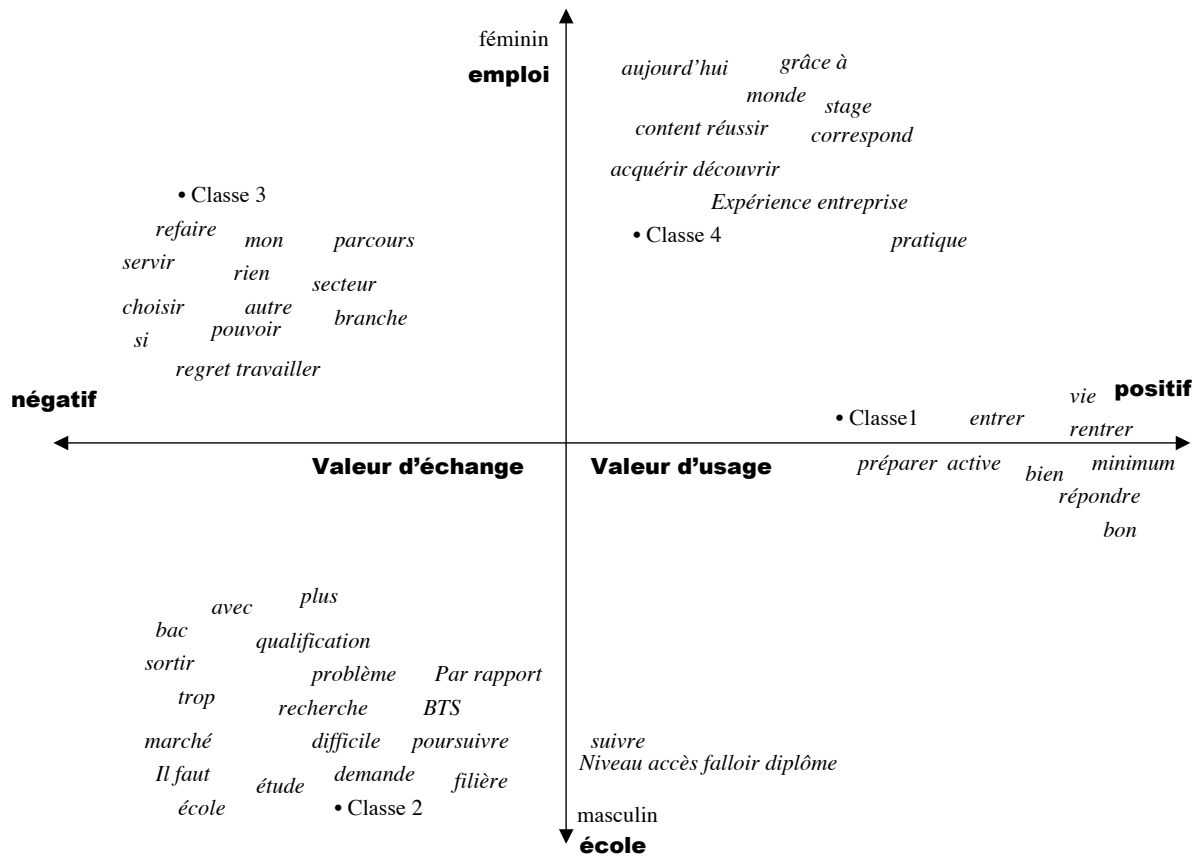 féminin
emploi
aujourd’hui grâce à
monde
stage
content réussir
correspond
acquérir découvrir
Expérience entreprise
• Classe 4
pratique
• Classe 3
refaire
mon
parcours
servir
rien
secteur
choisir
autre
branche
pouvoir
si
regret travailler
négatif
positif
vie
• Classe1
entrer
rentrer
Valeur d’échange
Valeur d’usage
préparer active
bien
minimum
répondre
bon
plus
avec
bac
qualification
sortir
problème
Par rapport
trop
recherche
BTS
marché
difficile
poursuivre
Il faut
étude
demande
filière
école
• Classe 2
suivre
Niveau accès falloir diplôme
masculin
école